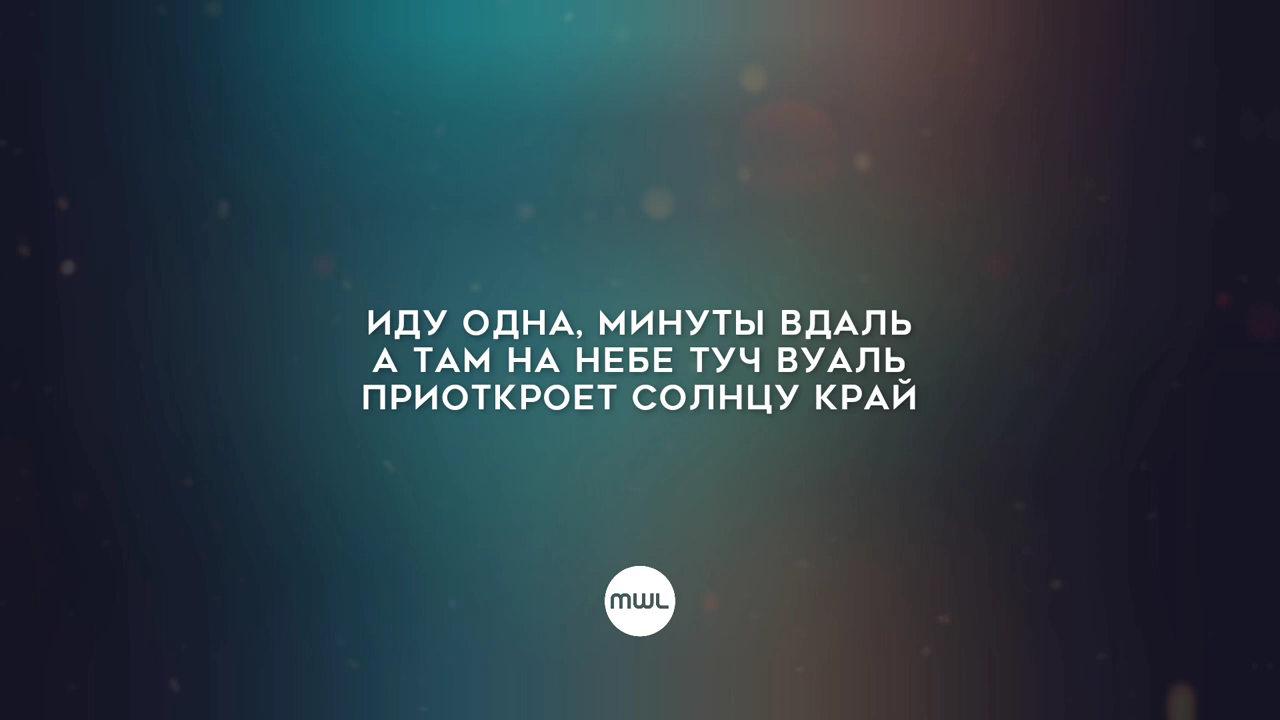 ИДУ ОДНА, МИНУТЫ ВДАЛЬ
А ТАМ НА НЕБЕ ТУЧ ВУАЛЬ
ПРИОТКРОЕТ СОЛНЦУ КРАЙ
MWL